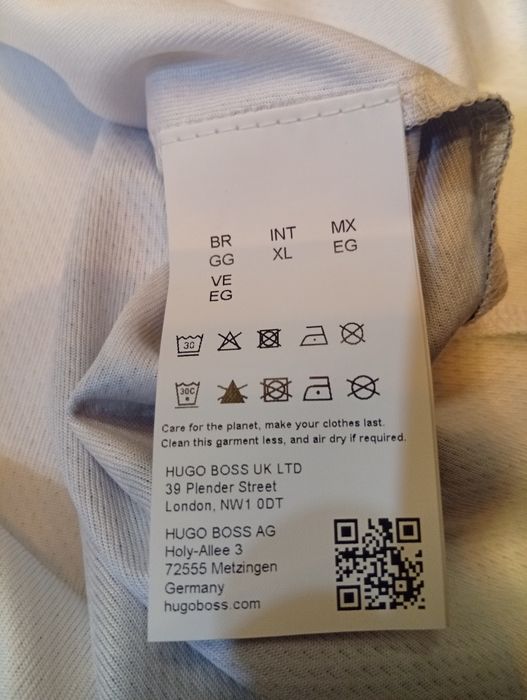 BR INT MX
GG XL EG
VE
EG
30
30C
Care for the planet, make your clothes last.
Clean this garment less, and air dry if required.
HUGO BOSS UK LTD
39 Plender Street
London, NW1 0DT
HUGO BOSS AG
Holy-Allee 3
72555 Metzingen
Germany
hugoboss.com